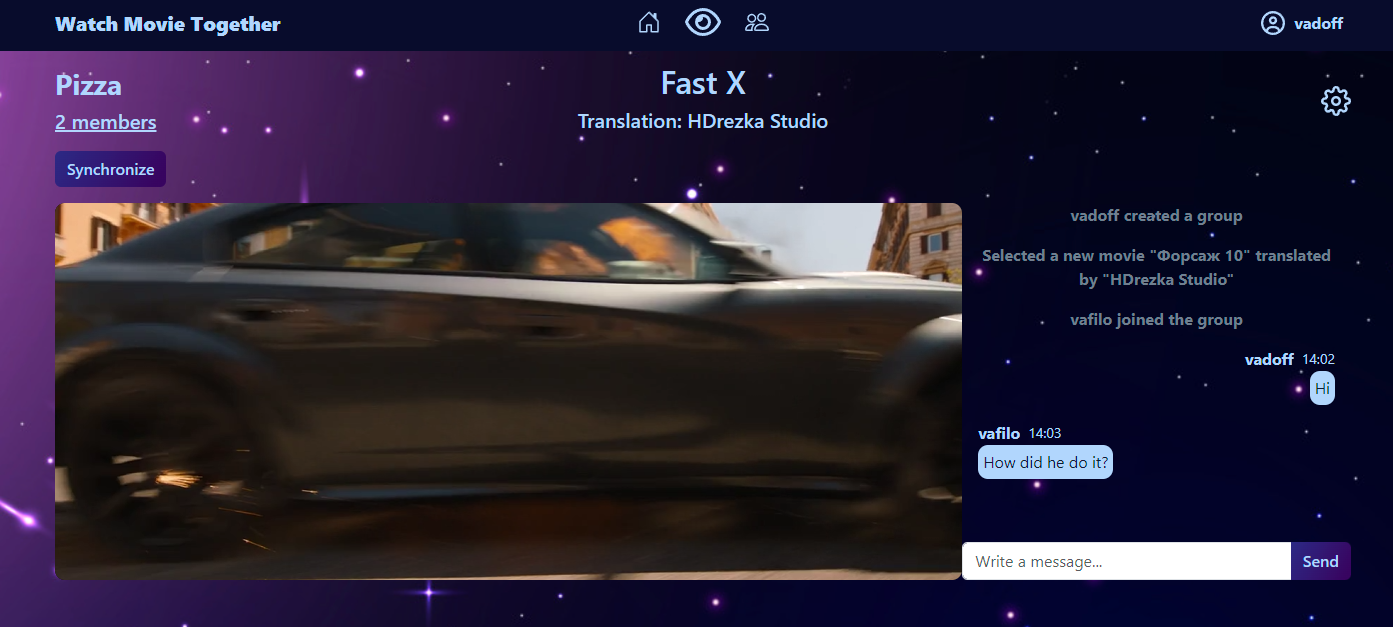 Watch Movie Together
vadoff
Pizza
2 members
Synchronize
Fast X
Translation: HDrezka Studio
vadoff created a group
Selected a new movie "Форсаж 10" translated
by "HDrezka Studio"
vafilo joined the group
vadoff 14:02
Hi
vafilo 14:03
How did he do it?
Write a message...
Send